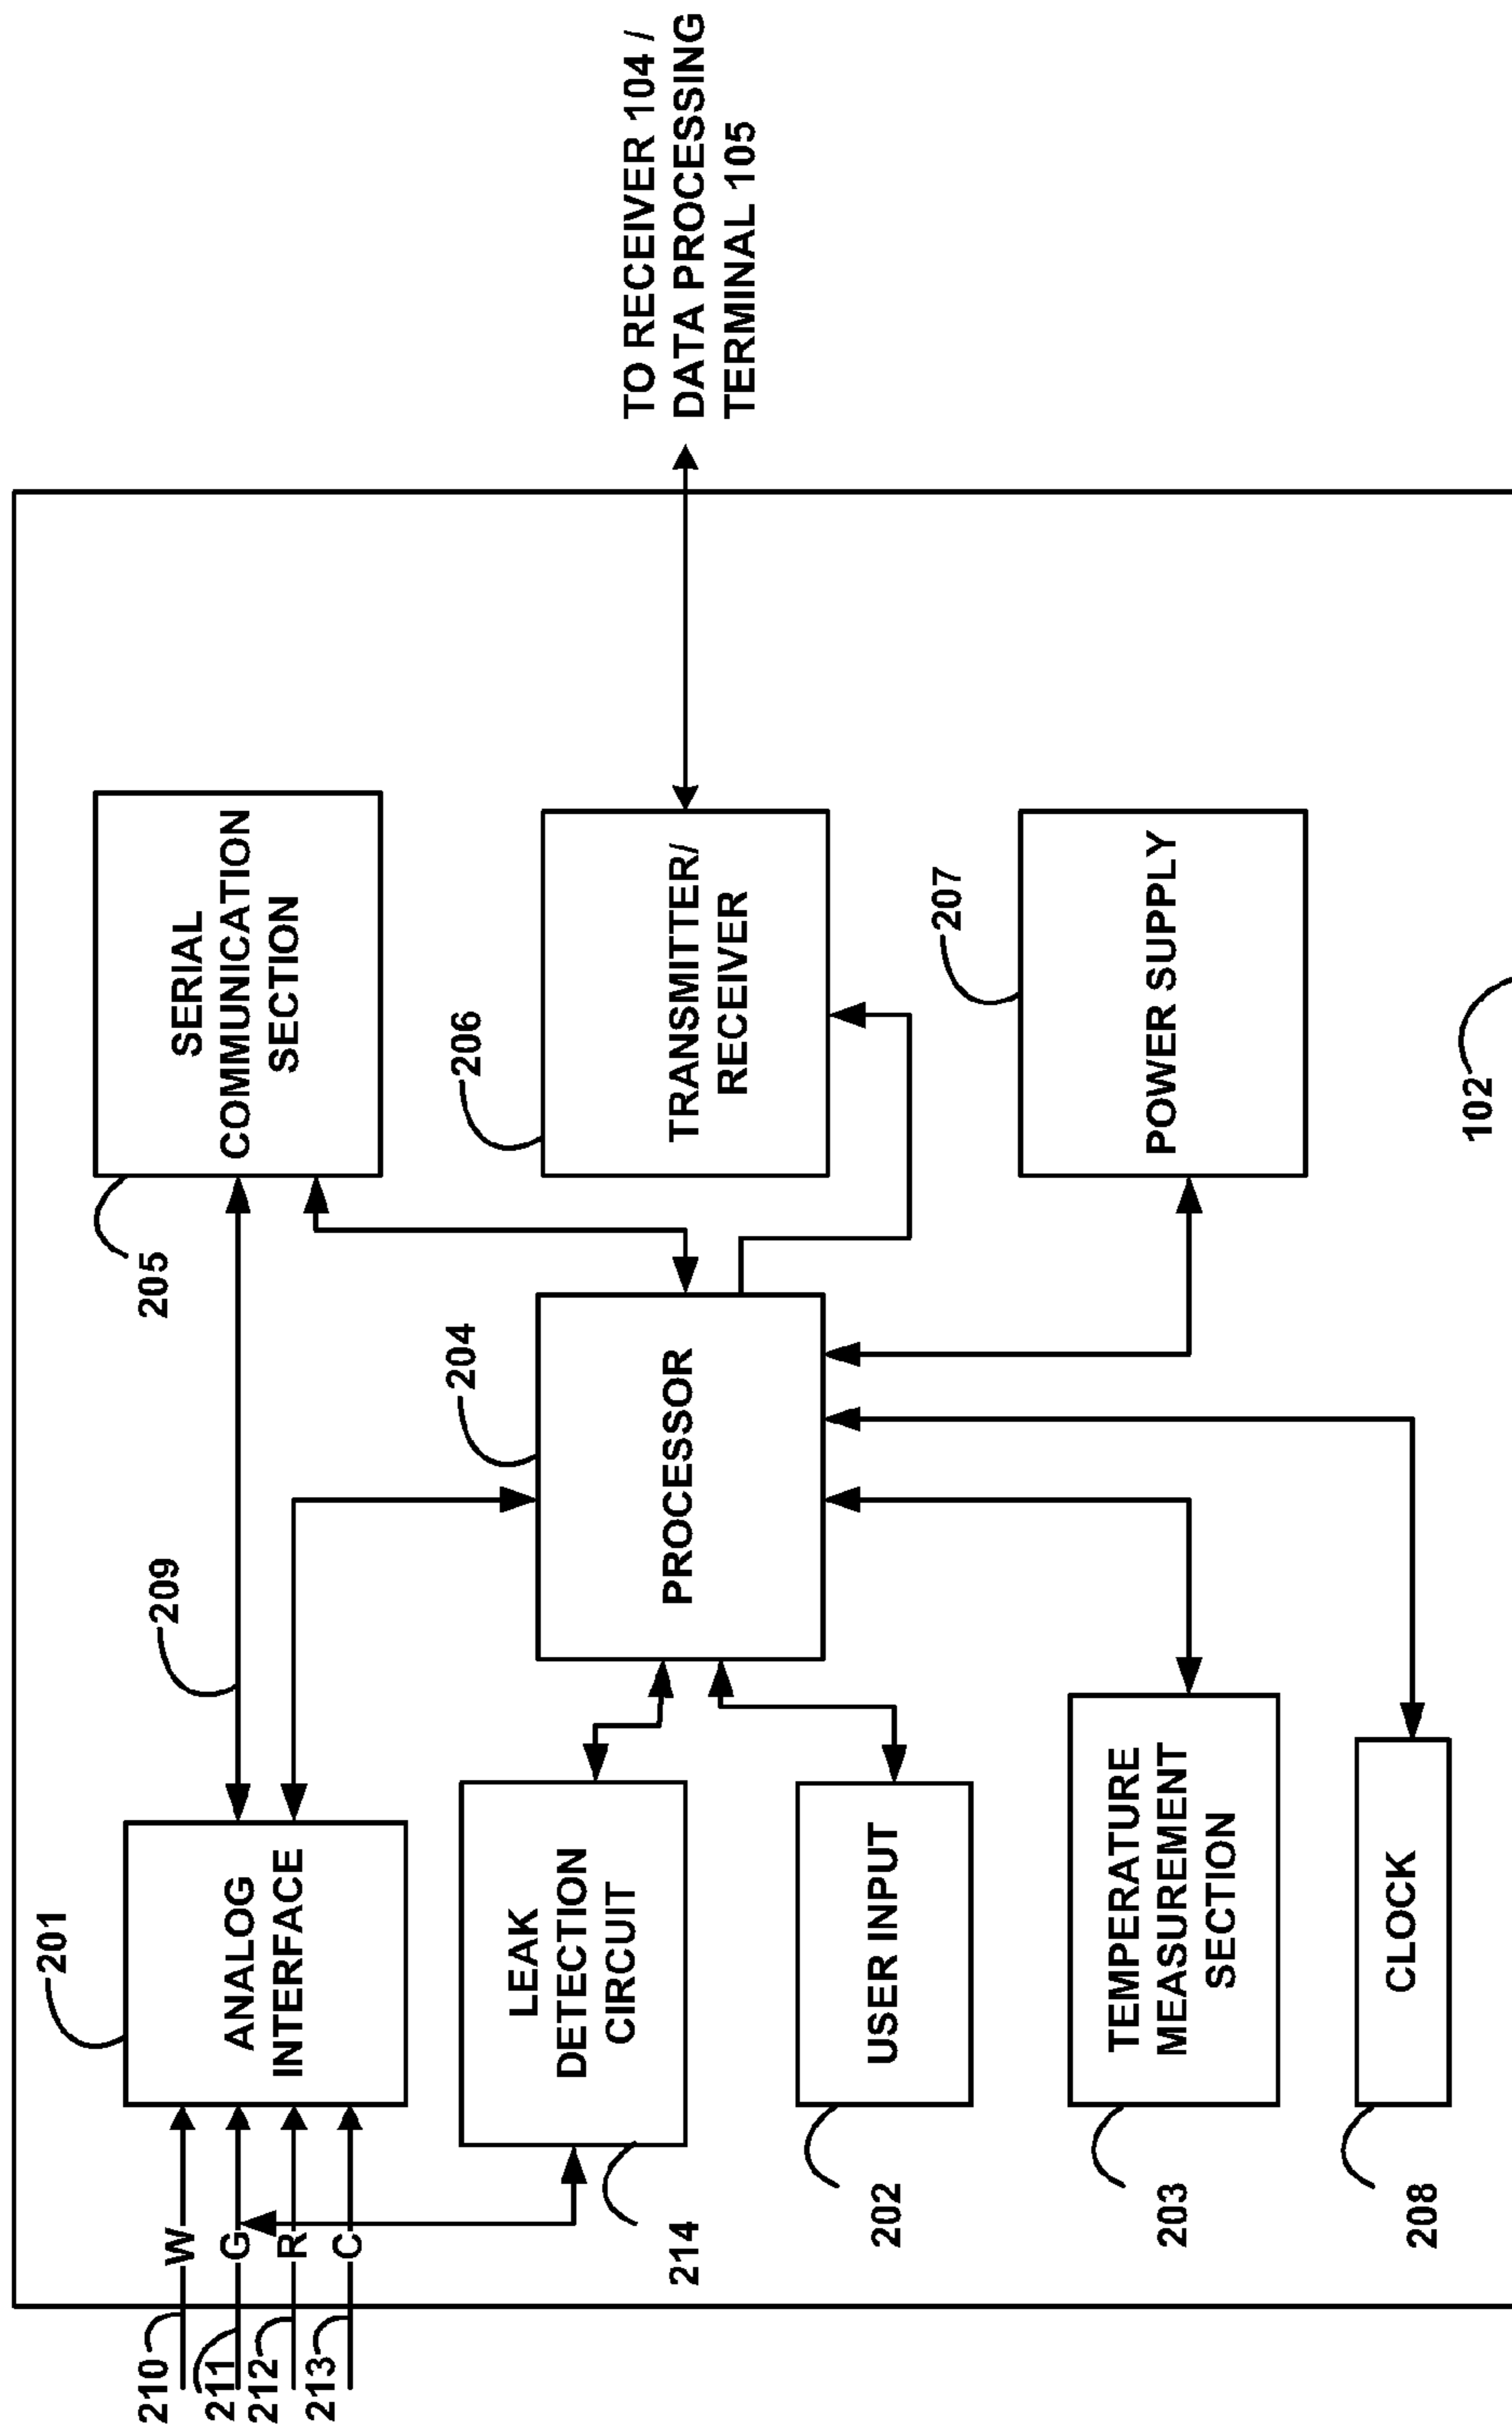 210
W
211
G
212
R
213
C
201
ANALOG
INTERFACE
209
205
SERIAL
COMMUNICATION
SECTION
214
LEAK
DETECTION
CIRCUIT
204
PROCESSOR
206
TRANSMITTER/
RECEIVER
TO RECEIVER 104 /
DATA PROCESSING
TERMINAL 105
202
USER INPUT
207
POWER SUPPLY
203
TEMPERATURE
MEASUREMENT
SECTION
208
CLOCK
102